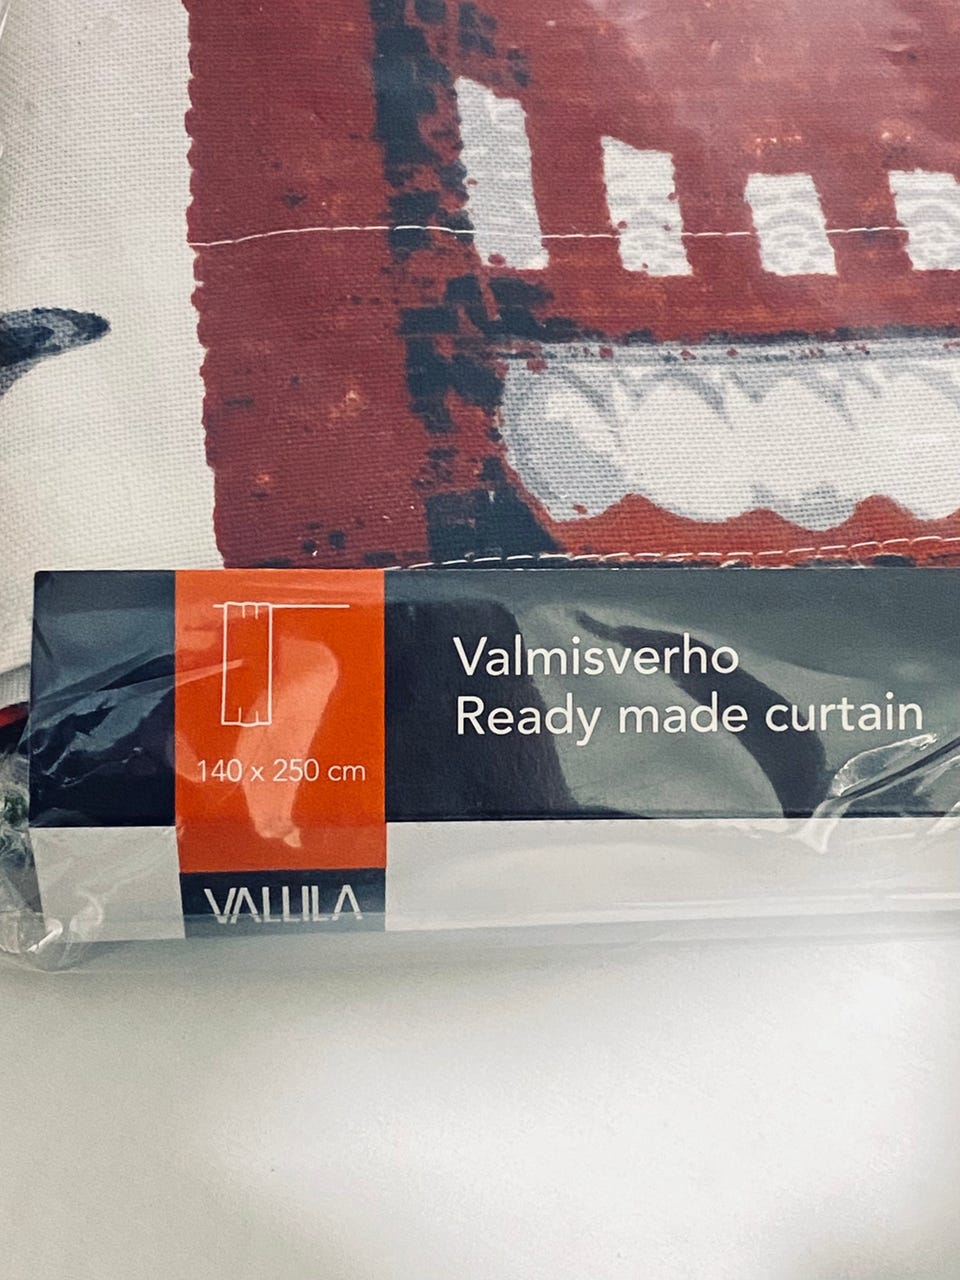 Valmisverho
Ready made curtain
140 x 250 cm
VALLILA